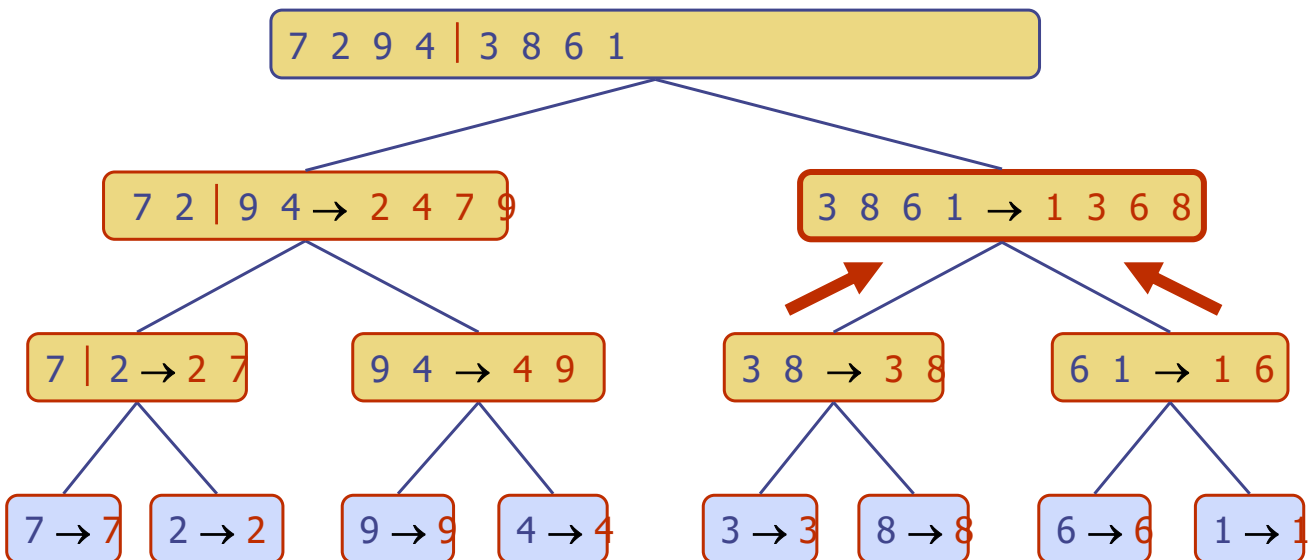 7 2 9 4 | 3 8 6 1
7 2 | 9 4 → 2 4 7 9
3 8 6 1 → 1 3 6 8
7 | 2 → 2 7
9 4 → 4 9
3 8 → 3 8
6 1 → 1 6
7 → 7
2 → 2
9 → 9
4 → 4
3 → 3
8 → 8
6 → 6
1 → 1